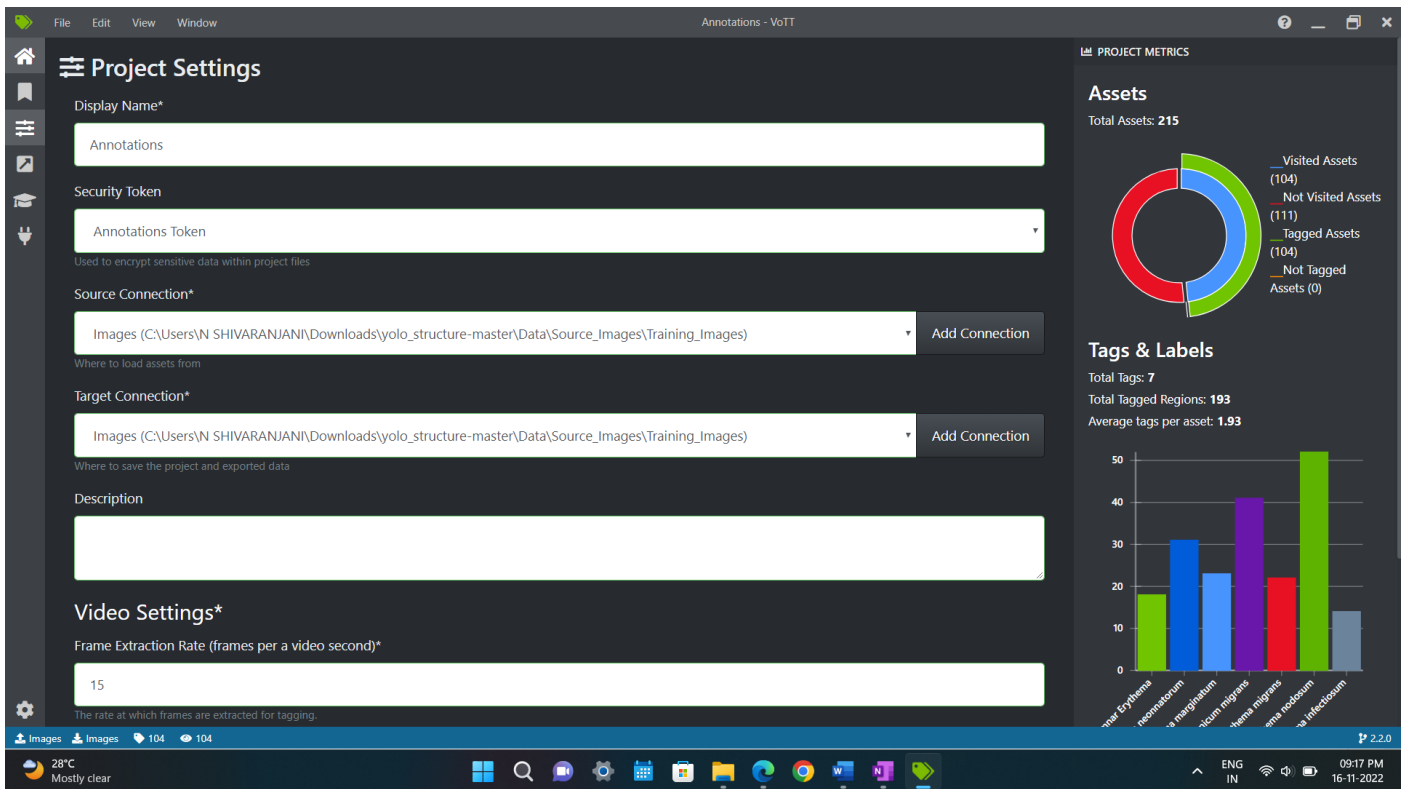 File Edit View Window
Annotations - VoTT
Project Settings
Display Name*
Annotations
Security Token
Annotations Token
Used to encrypt sensitive data within project files
Source Connection*
Images (C:\Users\N SHIVARANJANI\Downloads\yolo_structure-master\Data\Source_Images\Training_Images)
Add Connection
Where to load assets from
Target Connection*
Images (C:\Users\N SHIVARANJANI\Downloads\yolo_structure-master\Data\Source_Images\Training_Images)
Add Connection
Where to save the project and exported data
Description
Video Settings*
Frame Extraction Rate (frames per a video second)*
15
The rate at which frames are extracted for tagging.
PROJECT METRICS
Assets
Total Assets: 215
Visited Assets
(104)
Not Visited Assets
(111)
Tagged Assets
(104)
Not Tagged
Assets (0)
Tags & Labels
Total Tags: 7
Total Tagged Regions: 193
Average tags per asset: 1.93
50
40
30
20
10
0
nar Erythema
neonnatorum
a marginatum
nicum migrans
thema migrans
ema nodosum
na infectiosum
Images Images 104 104
2.2.0
28°C
Mostly clear
ENG
IN
09:17 PM
16-11-2022